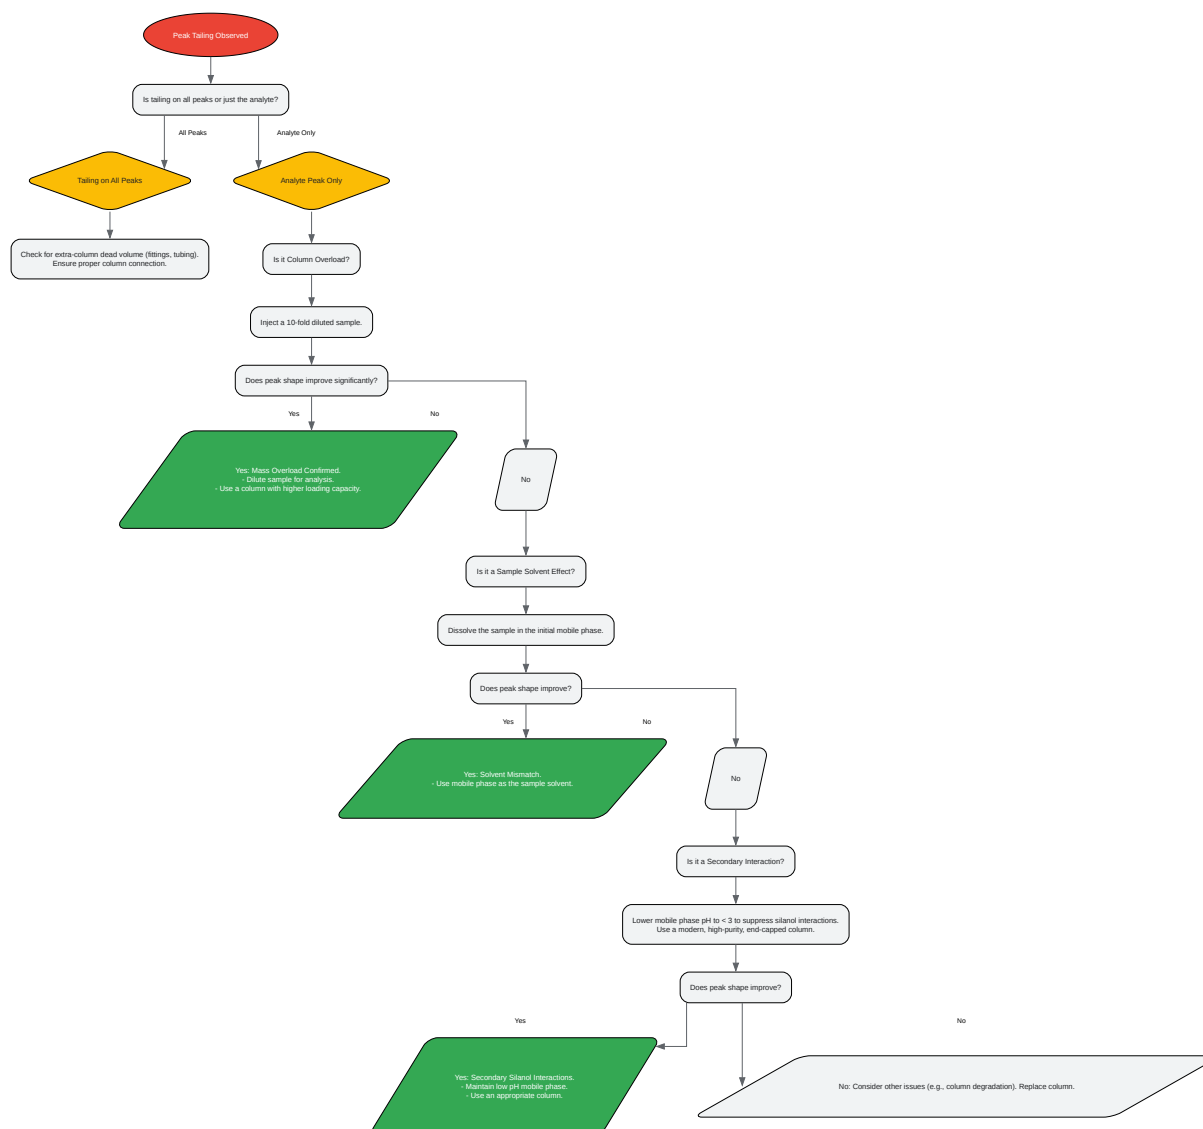 Peak Tailing Observed
Is tailing on all peaks or just the analyte?
All Peaks
Analyte Only
Tailing on All Peaks
Analyte Peak Only
Check for extra-column dead volume (fittings, tubing).
Ensure proper column connection.
Is it Column Overload?
Inject a 10-fold diluted sample.
Does peak shape improve significantly?
Yes
No
Yes: Mass Overload Confirmed.
- Dilute sample for analysis.
- Use a column with higher loading capacity.
No
Is it a Sample Solvent Effect?
Dissolve the sample in the initial mobile phase.
Does peak shape improve?
Yes
No
Yes: Solvent Mismatch.
- Use mobile phase as the sample solvent.
No
Is it a Secondary Interaction?
Lower mobile phase pH to < 3 to suppress silanol interactions.
Use a modern, high-purity, end-capped column.
Does peak shape improve?
Yes
No
Yes: Secondary Silanol Interactions.
- Maintain low pH mobile phase.
- Use an appropriate column.
No: Consider other issues (e.g., column degradation). Replace column.